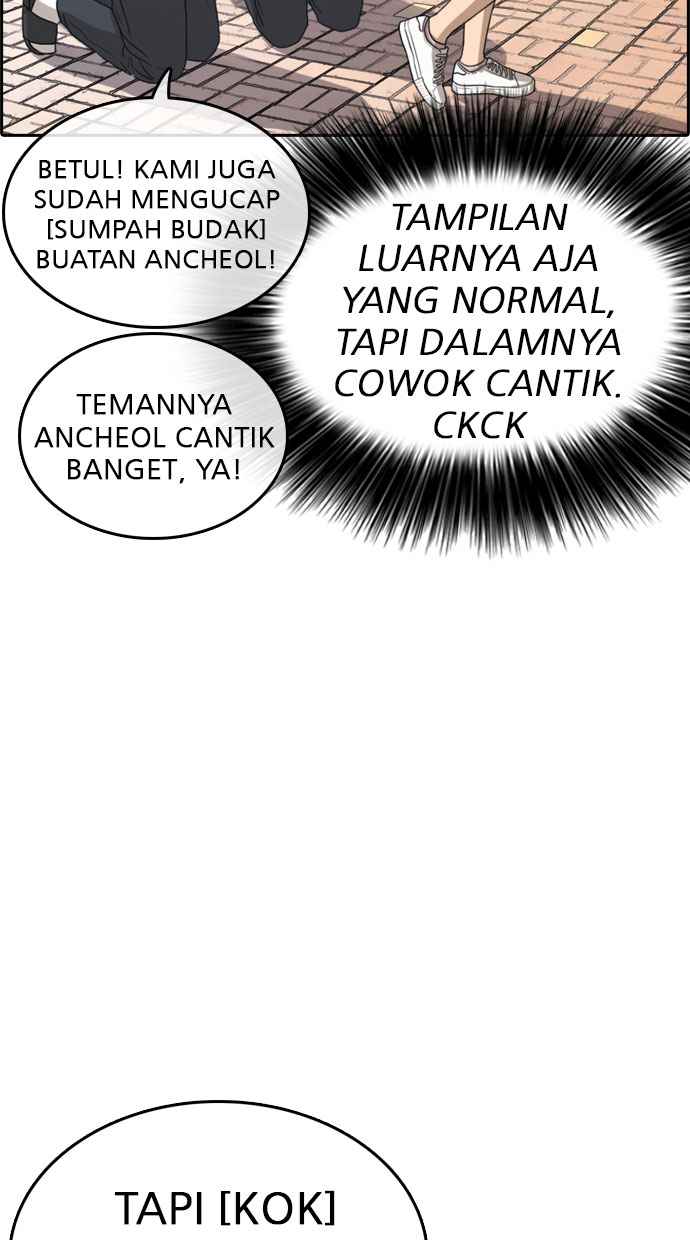 BETUL! KAMI JUGA
SUDAH MENGUCAP
[SUMPAH BUDAK]
BUATAN ANCHEOL!
TAMPILAN
LUARNYA AJA
YANG NORMAL,
TAPI DALAMNYA
COWOK CANTIK.
CKCK
TEMANNYA
ANCHEOL CANTIK
BANGET, YA!
TAPI [KOK]